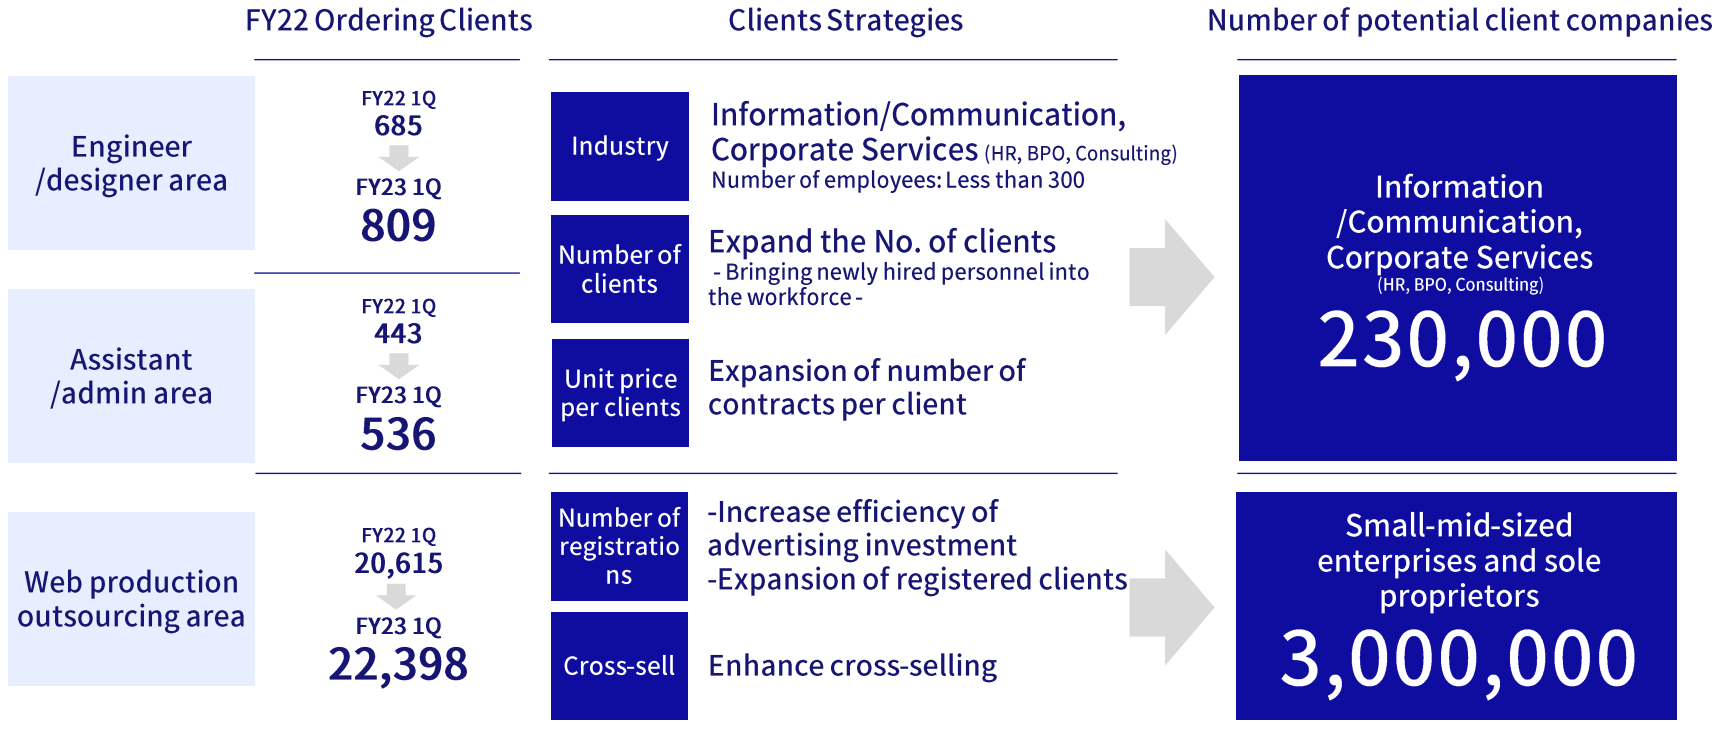 FY22 Ordering Clients
Clients Strategies
Number of potential client companies
Engineer
/designer area
FY22 1Q
685
FY23 1Q
809
Assistant
/admin area
FY22 1Q
443
FY23 1Q
536
Industry
Information/Communication,
Corporate Services (HR, BPO, Consulting)
Number of employees: Less than 300
Number of
clients
Expand the No. of clients
- Bringing newly hired personnel into
the workforce -
Unit price
per clients
Expansion of number of
contracts per client
Information
/Communication,
Corporate Services
(HR, BPO, Consulting)
230,000
Web production
outsourcing area
FY22 1Q
20,615
FY23 1Q
22,398
Number of
registratio
ns
-Increase efficiency of
advertising investment
-Expansion of registered clients
Cross-sell
Enhance cross-selling
Small-mid-sized
enterprises and sole
proprietors
3,000,000